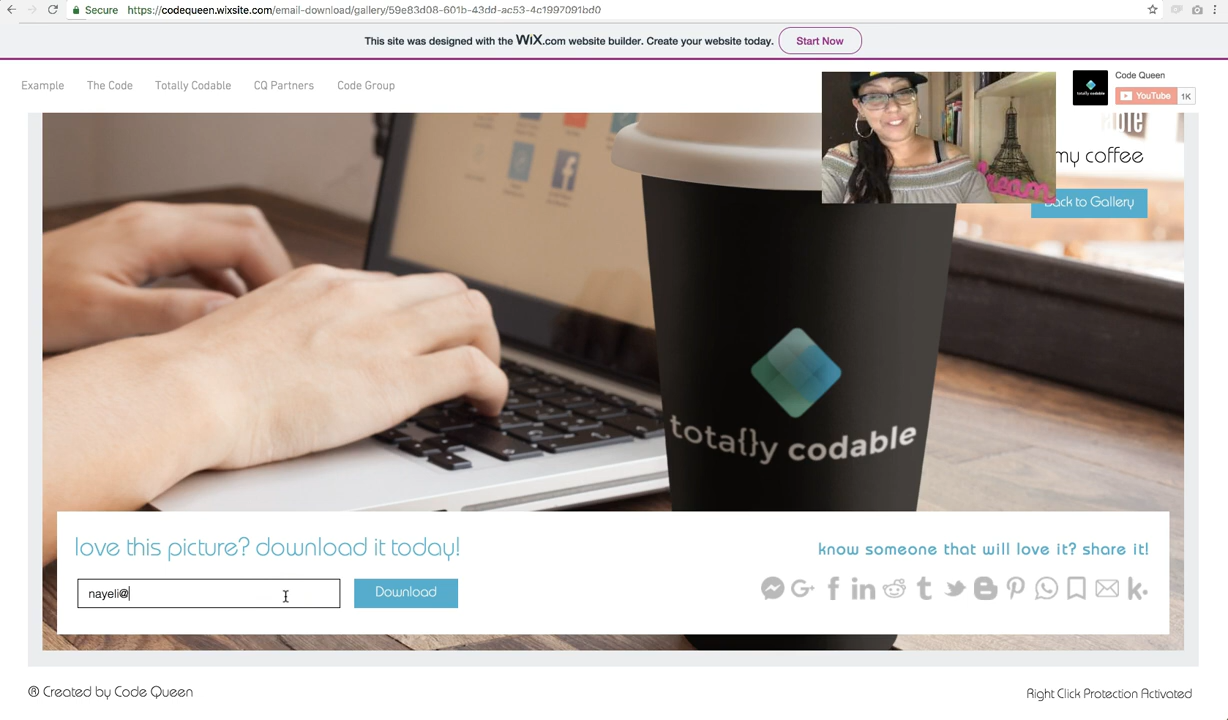 Secure https://codequeen.wixsite.com/email-download/gallery/59e83d08-601b-43dd-ac53-4c1997091bd0
This site was designed with the WiX.com website builder. Create your website today. Start Now
Example The Code Totally Codable CQ Partners Code Group
Code Queen
YouTube 1K
totally codable
my coffee
dream
Back to Gallery
totally codable
love this picture? download it today!
know someone that will love it? share it!
nayeli@
Download
® Created by Code Queen
Right Click Protection Activated